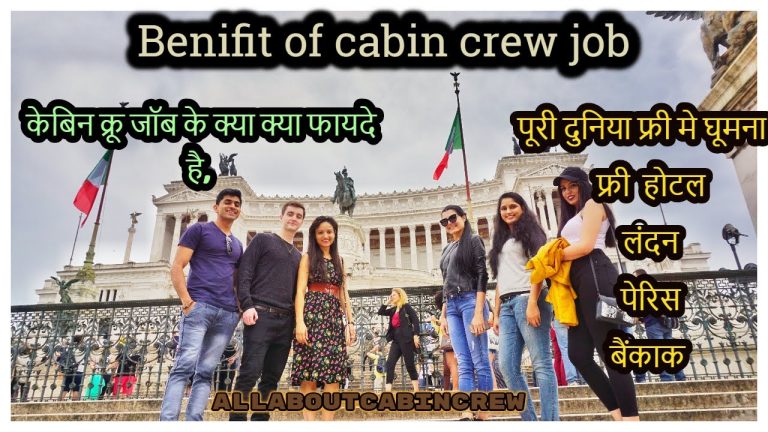 Benifit of cabin crew job
केबिन क्रू जॉब के क्या क्या फायदे
है,
पूरी दुनिया फ्री मे घूमना
फ्री होटल
लंदन
पेरिस
बैंकाक
ALLABOUTCABINCREW